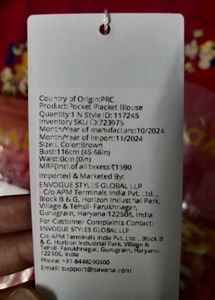 Country of Origin:PRC
Product:Pocket Placket Blouse
Quantity:1 N Style ID: 117245
Inventory SKU ID:723975
Month/Year of manufacture:10/2024
Month/Year of import:11/2024
Size:L Color:Brown
Bust:116cm (45.66in)
Waist:0cm (0in)
MRP(Incl.of all taxes):₹1590
Imported & Marketed By:
ENVOGUE STYLES GLOBAL LLP
- C/o APM Terminals India Pvt. Ltd.,
Block B & G, Horizon Industrial Park,
Village & Tehsil- Farukhnagar,
Gurugram, Haryana-122506, India
For Customer Complaints Contact:
ENVOGUE STYLES GLOBAL LLP
-C/o APM
Terminals India Pvt. Ltd., Block
B & G, Horizon Industrial Park, Village
& Tehsil-
Farukhnagar, Gurugram, Haryana-
122506, India
Phone: +91-8448290500
Email: support@savana.com